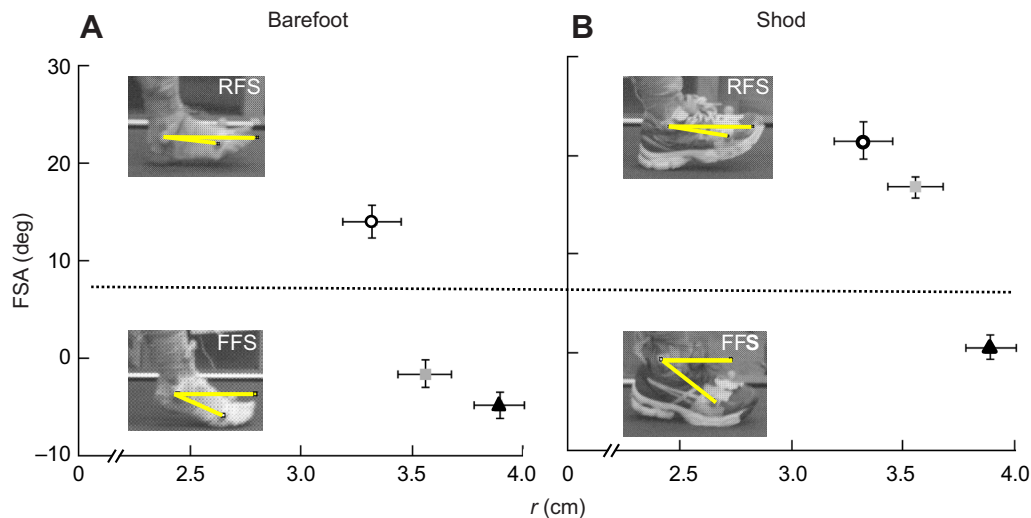 A Barefoot
B Shod
FSA (deg)
30
20
10
0
–10
RFS
FFS
0 2.5 3.0 3.5 4.0
RFS
FFS
0 2.5 3.0 3.5 4.0
r (cm)